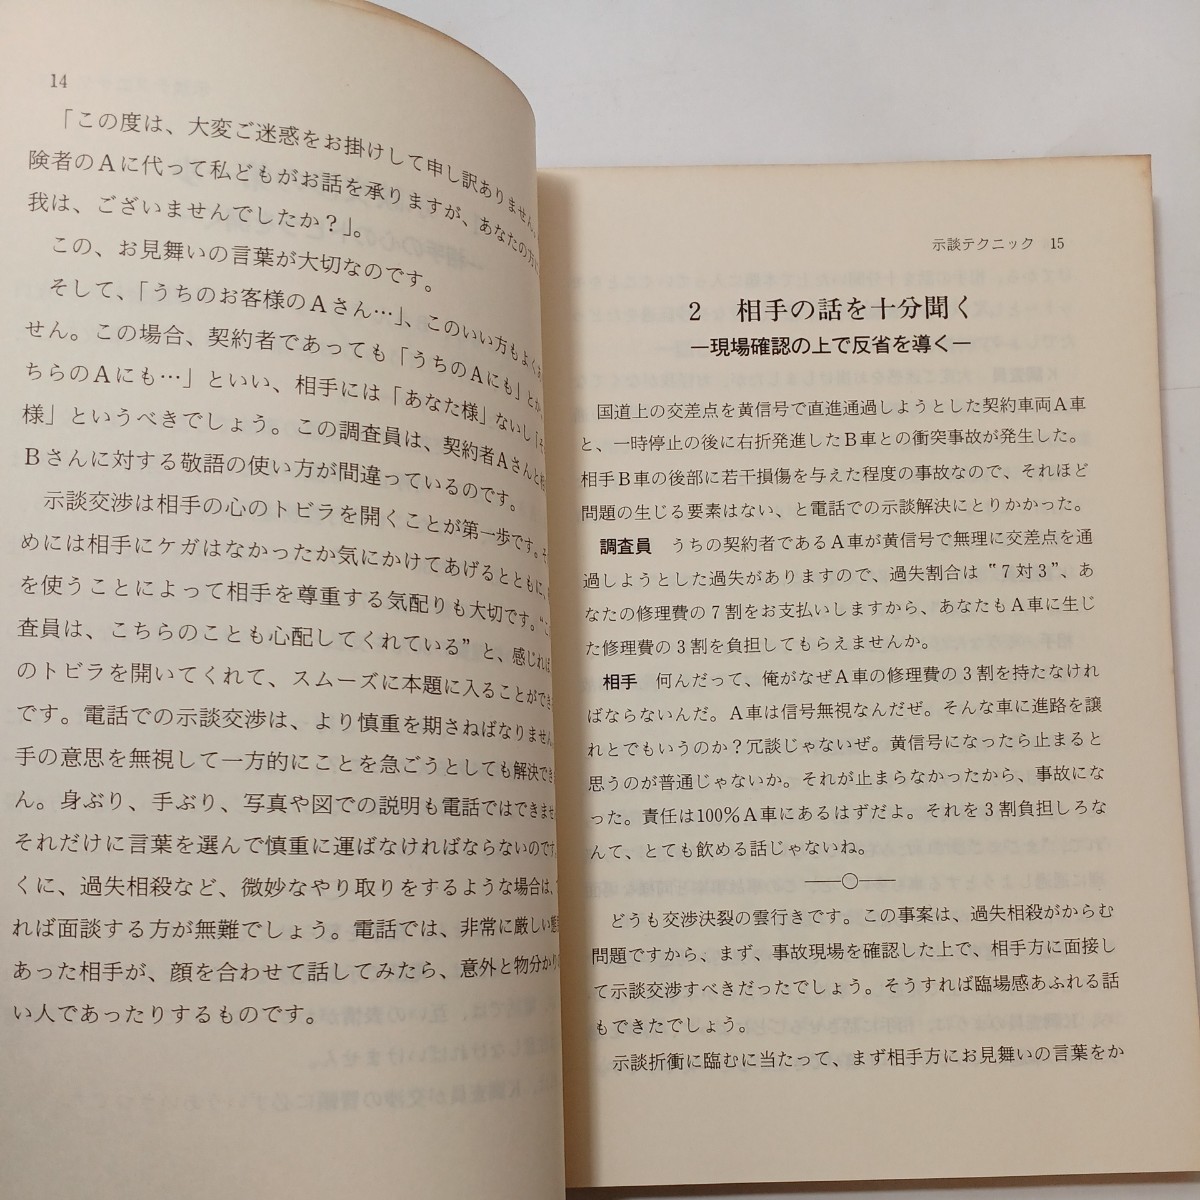 14
「この度は、大変ご迷惑をお掛けして申し訳ありません。
険者のAに代って私どもがお話を承りますが、あなたの方に
我は、ございませんでしたか？」。
この、お見舞いの言葉が大切なのです。
そして、「うちのお客様のAさん…」、このいい方もよくあ
せん。この場合、契約者であっても「うちのAにも」とか、
ちらのAにも…」といい、相手には「あなた様」ないし「そ
様」というべきでしょう。この調査員は、契約者Aさんと
Bさんに対する敬語の使い方が間違っているのです。
示談交渉は相手の心のトビラを開くことが第一歩です。そ
めには相手にケガはなかったか気にかけてあげるとともに、
を使うことによって相手を尊重する気配りも大切です。“こ
査員は、こちらのことも心配してくれている”と、感じれば
のトビラを開いてくれて、スムーズに本題に入ることができ
です。電話での示談交渉は、より慎重を期さねばなりません。
手の意思を無視して一方的にことを急ごうとしても解決でき
ん。身ぶり、手ぶり、写真や図での説明も電話ではできませ
それだけに言葉を選んで慎重に運ばなければならないのです。
くに、過失相殺など、微妙なやり取りをするような場合は、
れば面談する方が無難でしょう。電話では、非常に厳しい態
あった相手が、顔を合わせて話してみたら、意外と物分かりの
い人であったりするものです。
示談テクニック 15
2 相手の話を十分聞く
―現場確認の上で反省を導く―
国道上の交差点を黄信号で直進通過しようとした契約車両A車
と、一時停止の後に右折発進したB車との衝突事故が発生した。
相手B車の後部に若干損傷を与えた程度の事故なので、それほど
問題の生じる要素はない、と電話での示談解決にとりかかった。
調査員 うちの契約者であるA車が黄信号で無理に交差点を通
過しようとした過失がありますので、過失割合は“7対3”、あ
なたの修理費の7割をお支払いしますから、あなたもA車に生じ
た修理費の3割を負担してもらえませんか。
相手 何んだって、俺がなぜA車の修理費の3割を持たなけれ
ばならないんだ。A車は信号無視なんだぜ。そんな車に進路を譲
れとでもいうのか？冗談じゃないぜ。黄信号になったら止まると
思うのが普通じゃないか。それが止まらなかったから、事故にな
った。責任は100％A車にあるはずだよ。それを3割負担しろな
んて、とても飲める話じゃないね。
―○―
どうも交渉決裂の雲行きです。この事案は、過失相殺がからむ
問題ですから、まず、事故現場を確認した上で、相手方に面接し
て示談交渉すべきだったでしょう。そうすれば臨場感あふれる話
もできたでしょう。
示談折衝に臨むに当たって、まず相手方にお見舞いの言葉をか